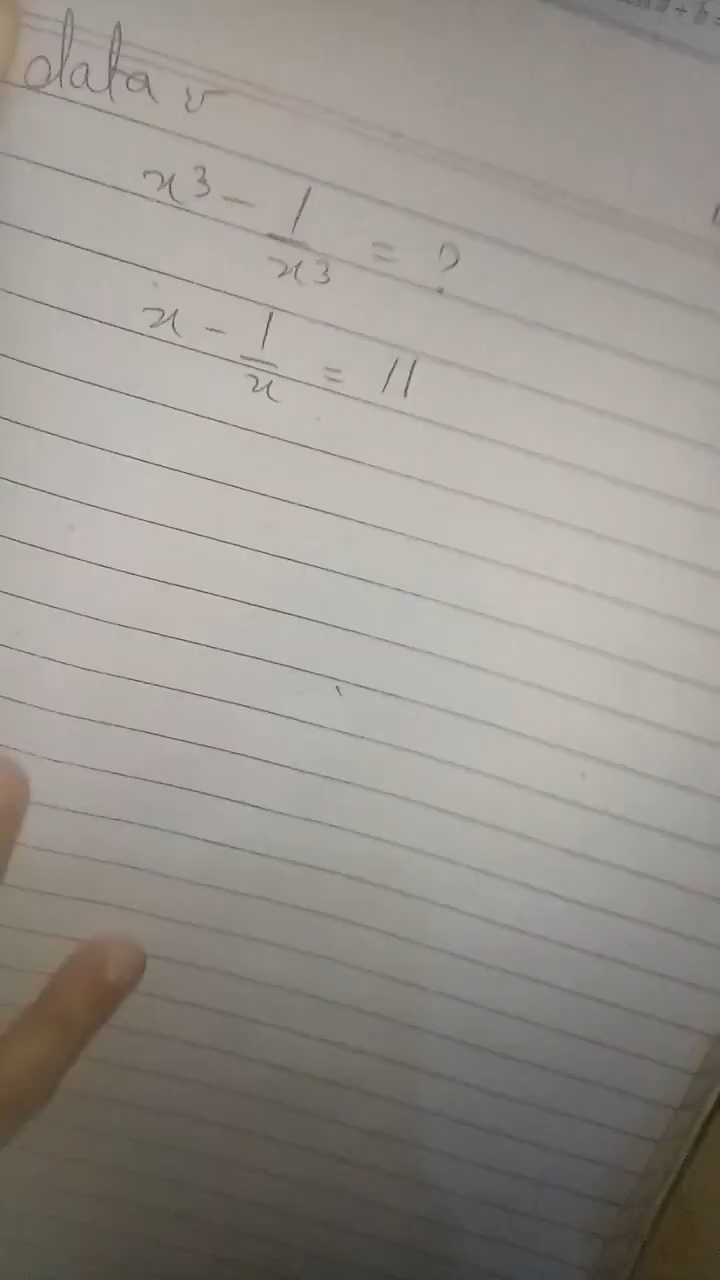 data
x³ - 1/x³ = ?
x - 1/x = 11